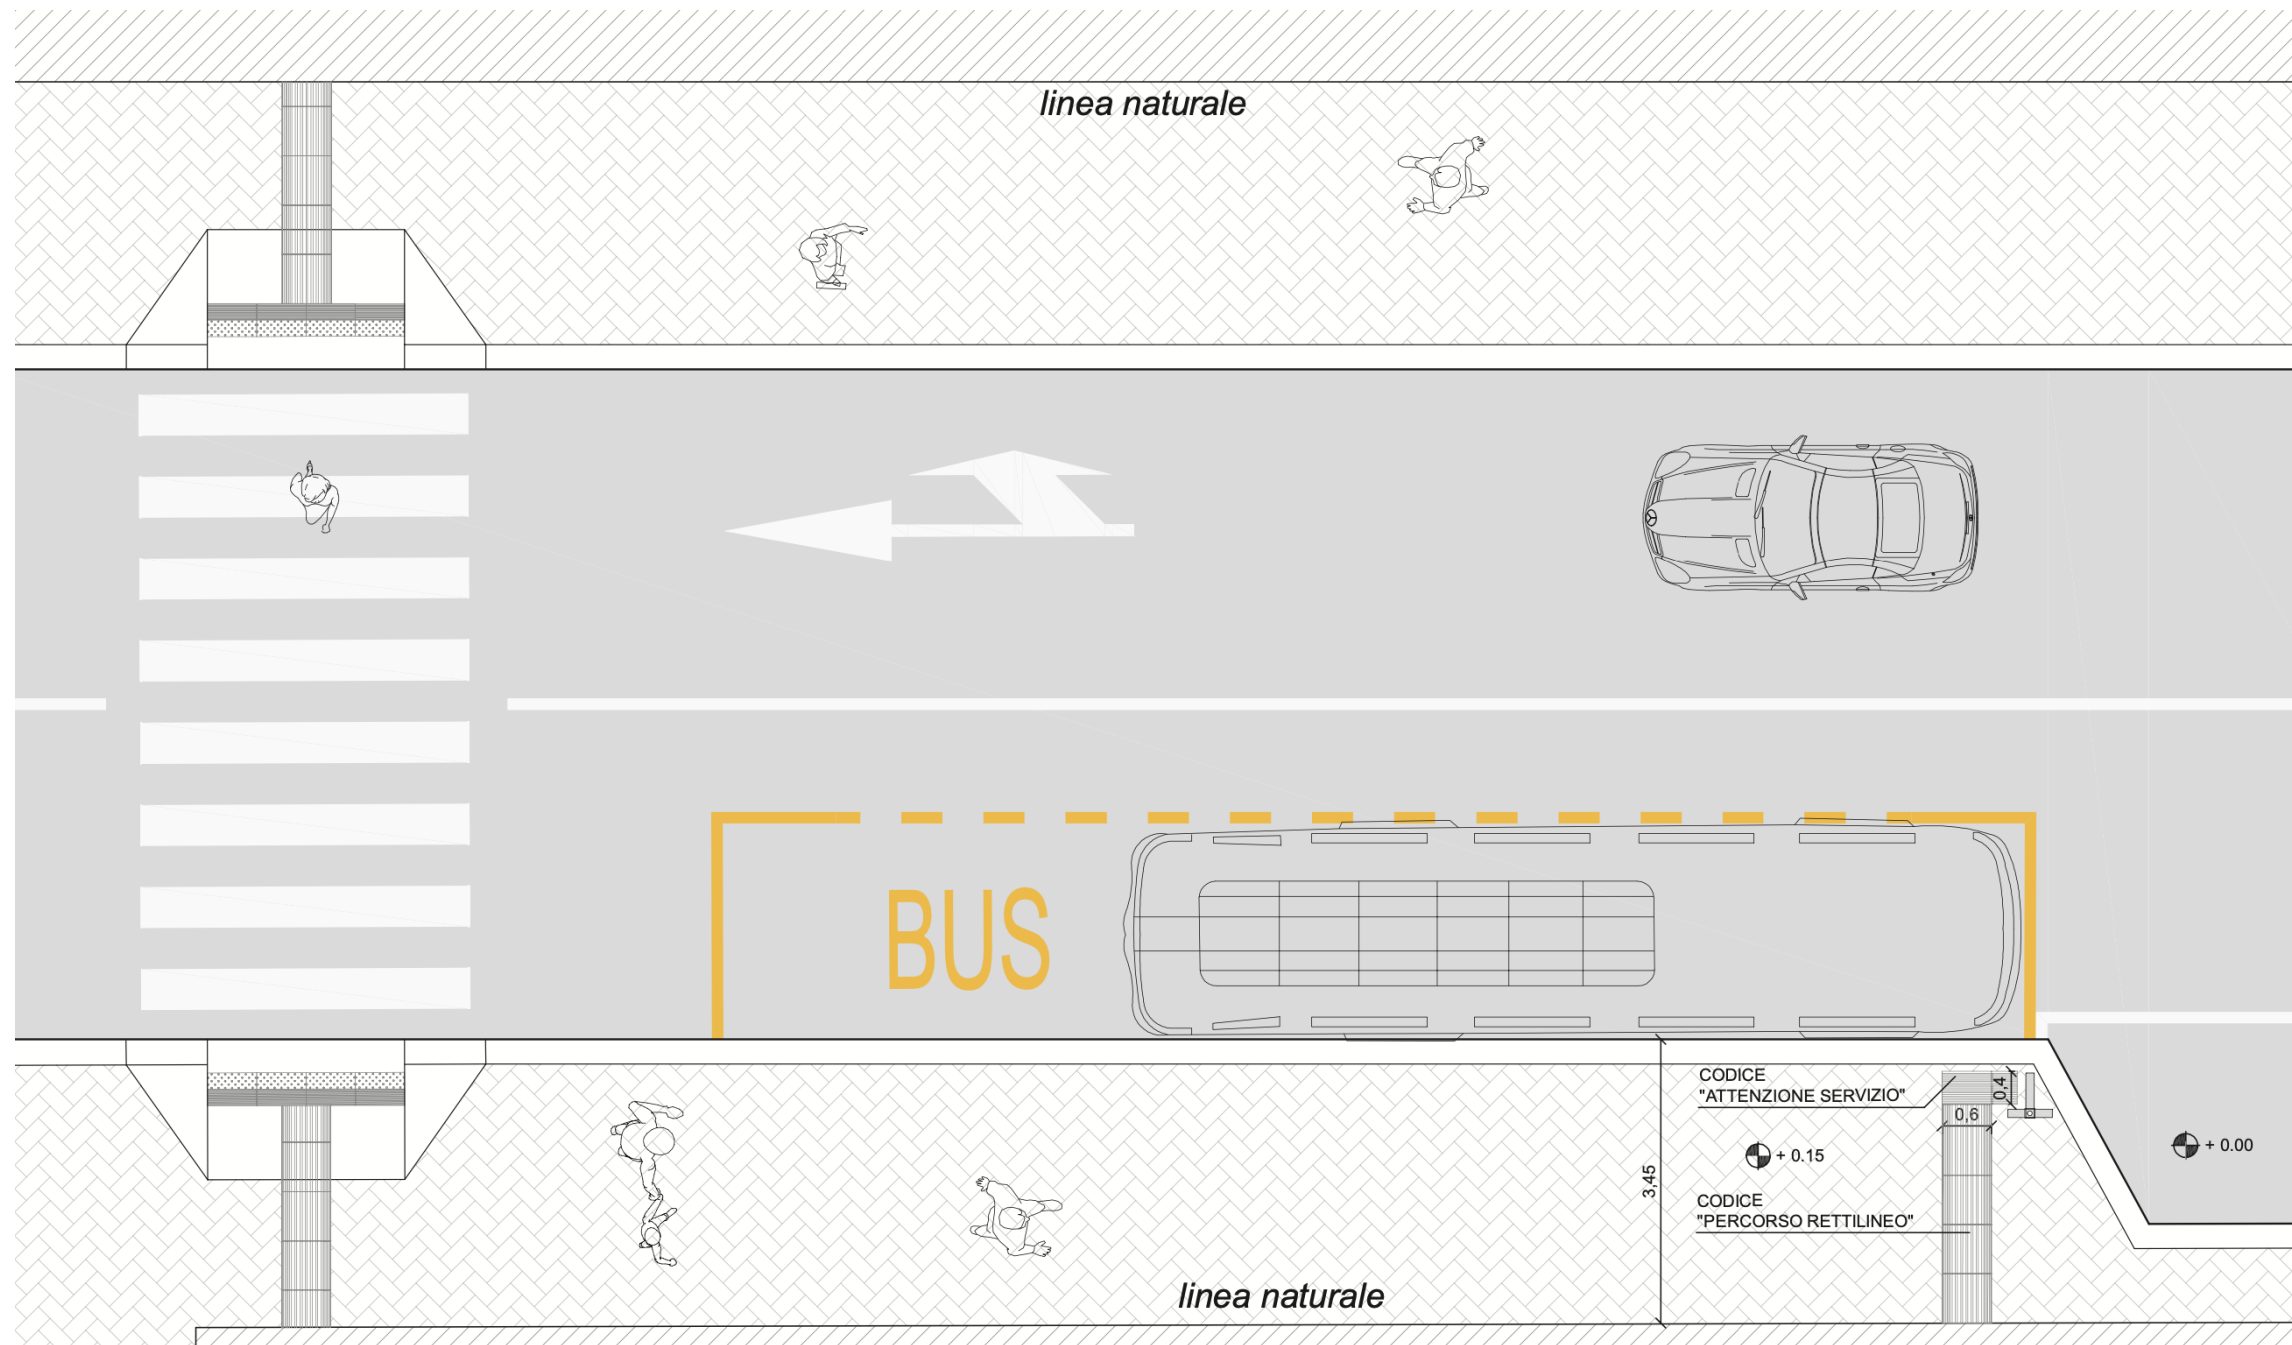 linea naturale
BUS
CODICE
"ATTENZIONE SERVIZIO"
0,4
0,6
+ 0.15
+ 0.00
3,45
CODICE
"PERCORSO RETTILINEO"
linea naturale